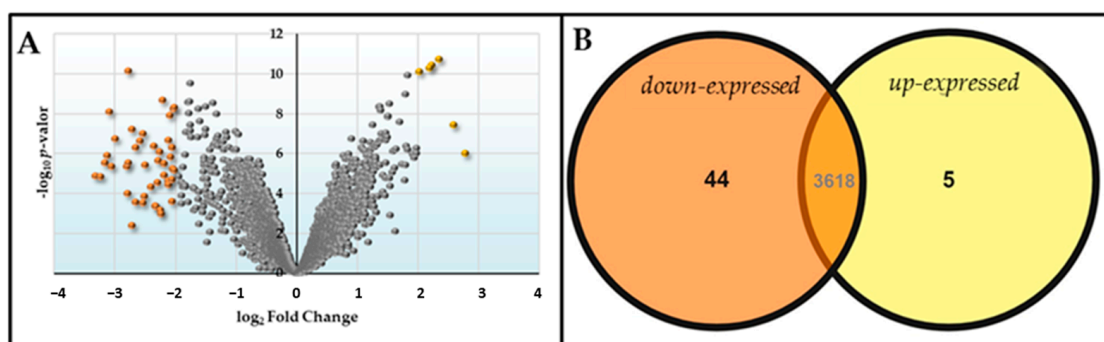 A
12
10
8
6
4
2
0
-log₁₀ p-valor
−4 −3 −2 −1 0 1 2 3 4
log₂ Fold Change
B
down-expressed
up-expressed
44
3618
5